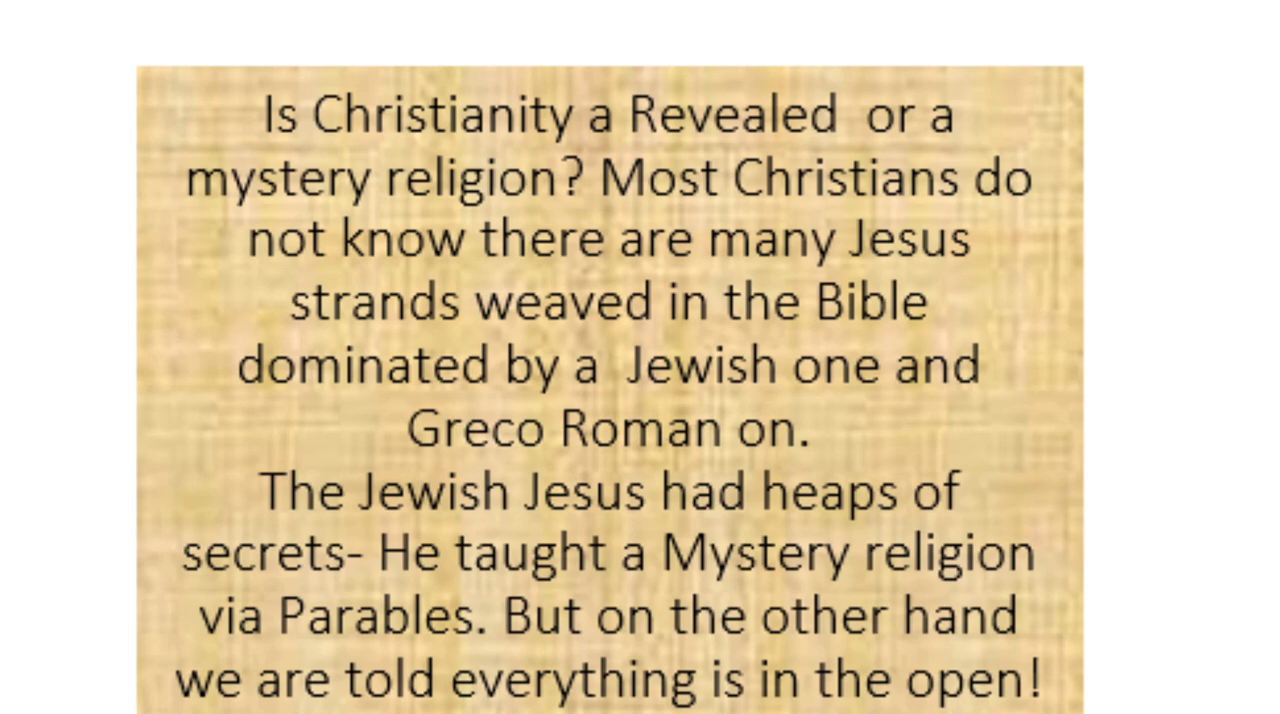 Is Christianity a Revealed  or a
mystery religion? Most Christians do
not know there are many Jesus
strands weaved in the Bible
dominated by a  Jewish one and
Greco Roman on.
The Jewish Jesus had heaps of
secrets- He taught a Mystery religion
via Parables. But on the other hand
we are told everything is in the open!